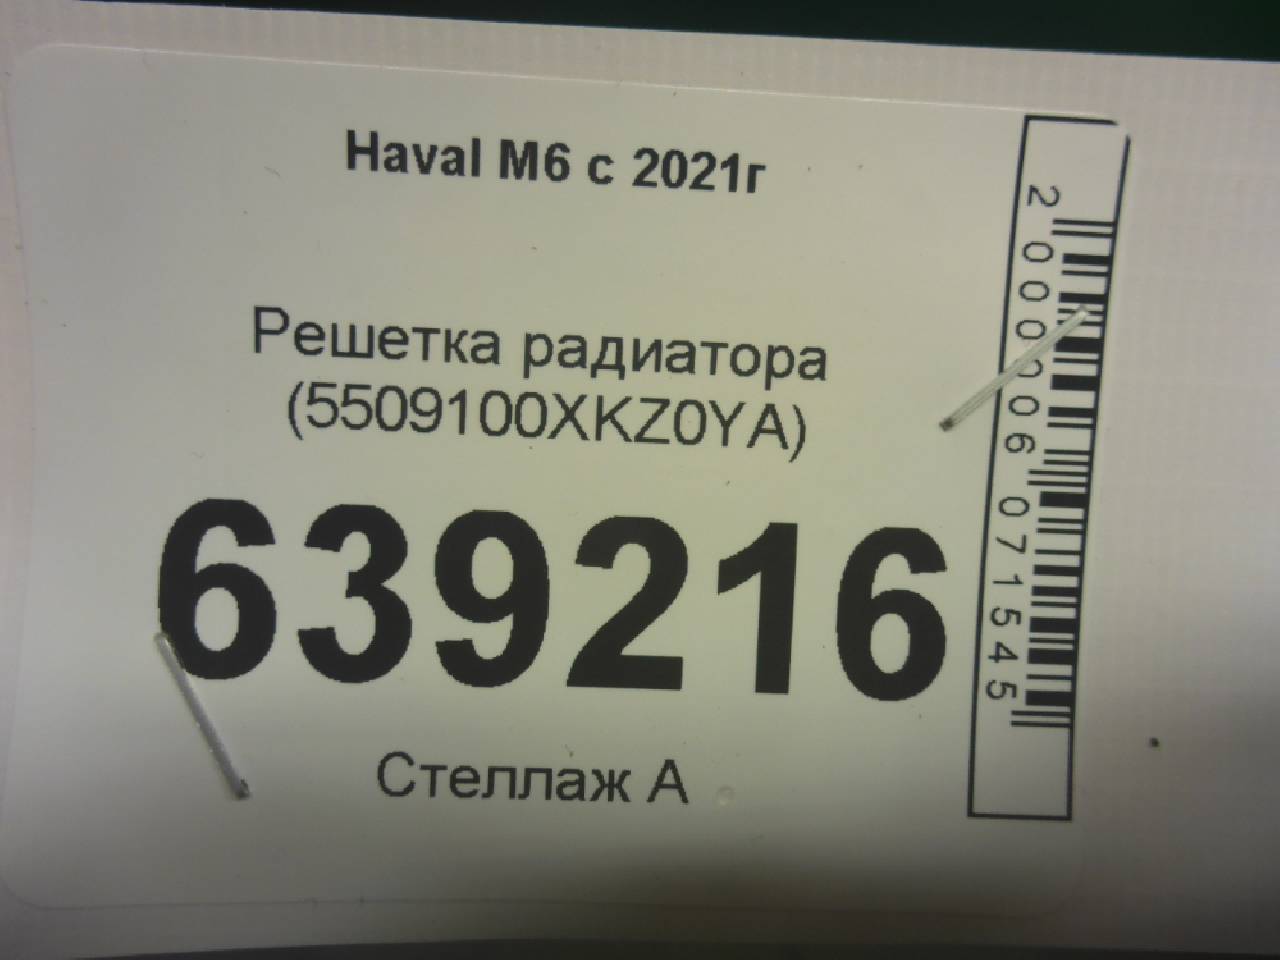 Haval M6 с 2021г
Решетка радиатора
(5509100XKZ0YA)
639216
Стеллаж А
2000006071545